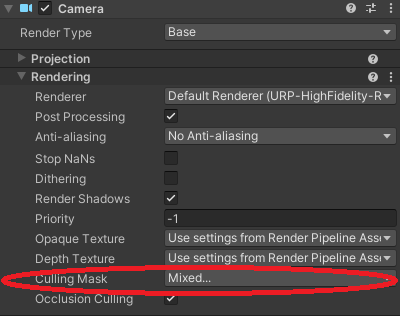 Camera
Render Type Base
Projection
Rendering
Renderer Default Renderer (URP-HighFidelity-R
Post Processing
Anti-aliasing No Anti-aliasing
Stop NaNs
Dithering
Render Shadows
Priority -1
Opaque Texture Use settings from Render Pipeline Asse
Depth Texture Use settings from Render Pipeline Asse
Culling Mask Mixed...
Occlusion Culling